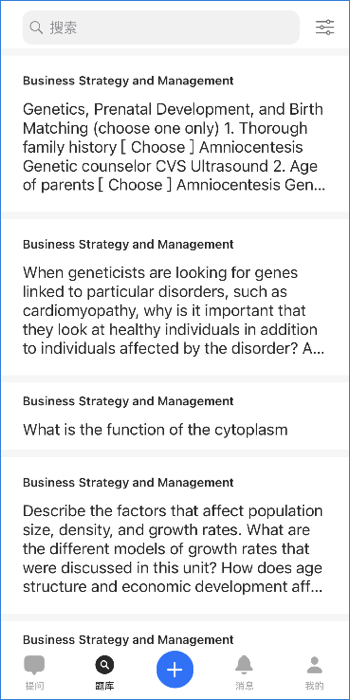 搜索
Business Strategy and Management
Genetics, Prenatal Development, and Birth
Matching (choose one only) 1. Thorough
family history [ Choose ] Amniocentesis
Genetic counselor CVS Ultrasound 2. Age
of parents [ Choose ] Amniocentesis Gen...
Business Strategy and Management
When geneticists are looking for genes
linked to particular disorders, such as
cardiomyopathy, why is it important that
they look at healthy individuals in addition
to individuals affected by the disorder? A...
Business Strategy and Management
What is the function of the cytoplasm
Business Strategy and Management
Describe the factors that affect population
size, density, and growth rates. What are
the different models of growth rates that
were discussed in this unit? How does age
structure and economic development aff...
Business Strategy and Management
提问 题库 消息 我的